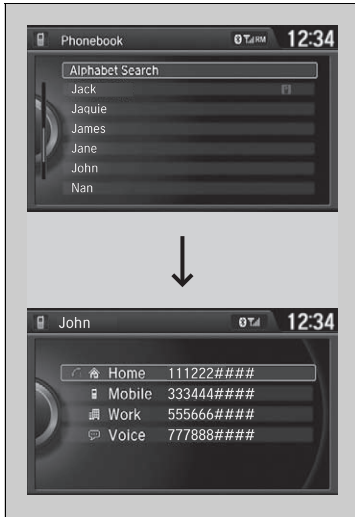 Phonebook RM 12:34
Alphabet Search
Jack
Jaquie
James
Jane
John
Nan
John 12:34
Home 111222####
Mobile 333444####
Work 555666####
Voice 777888####